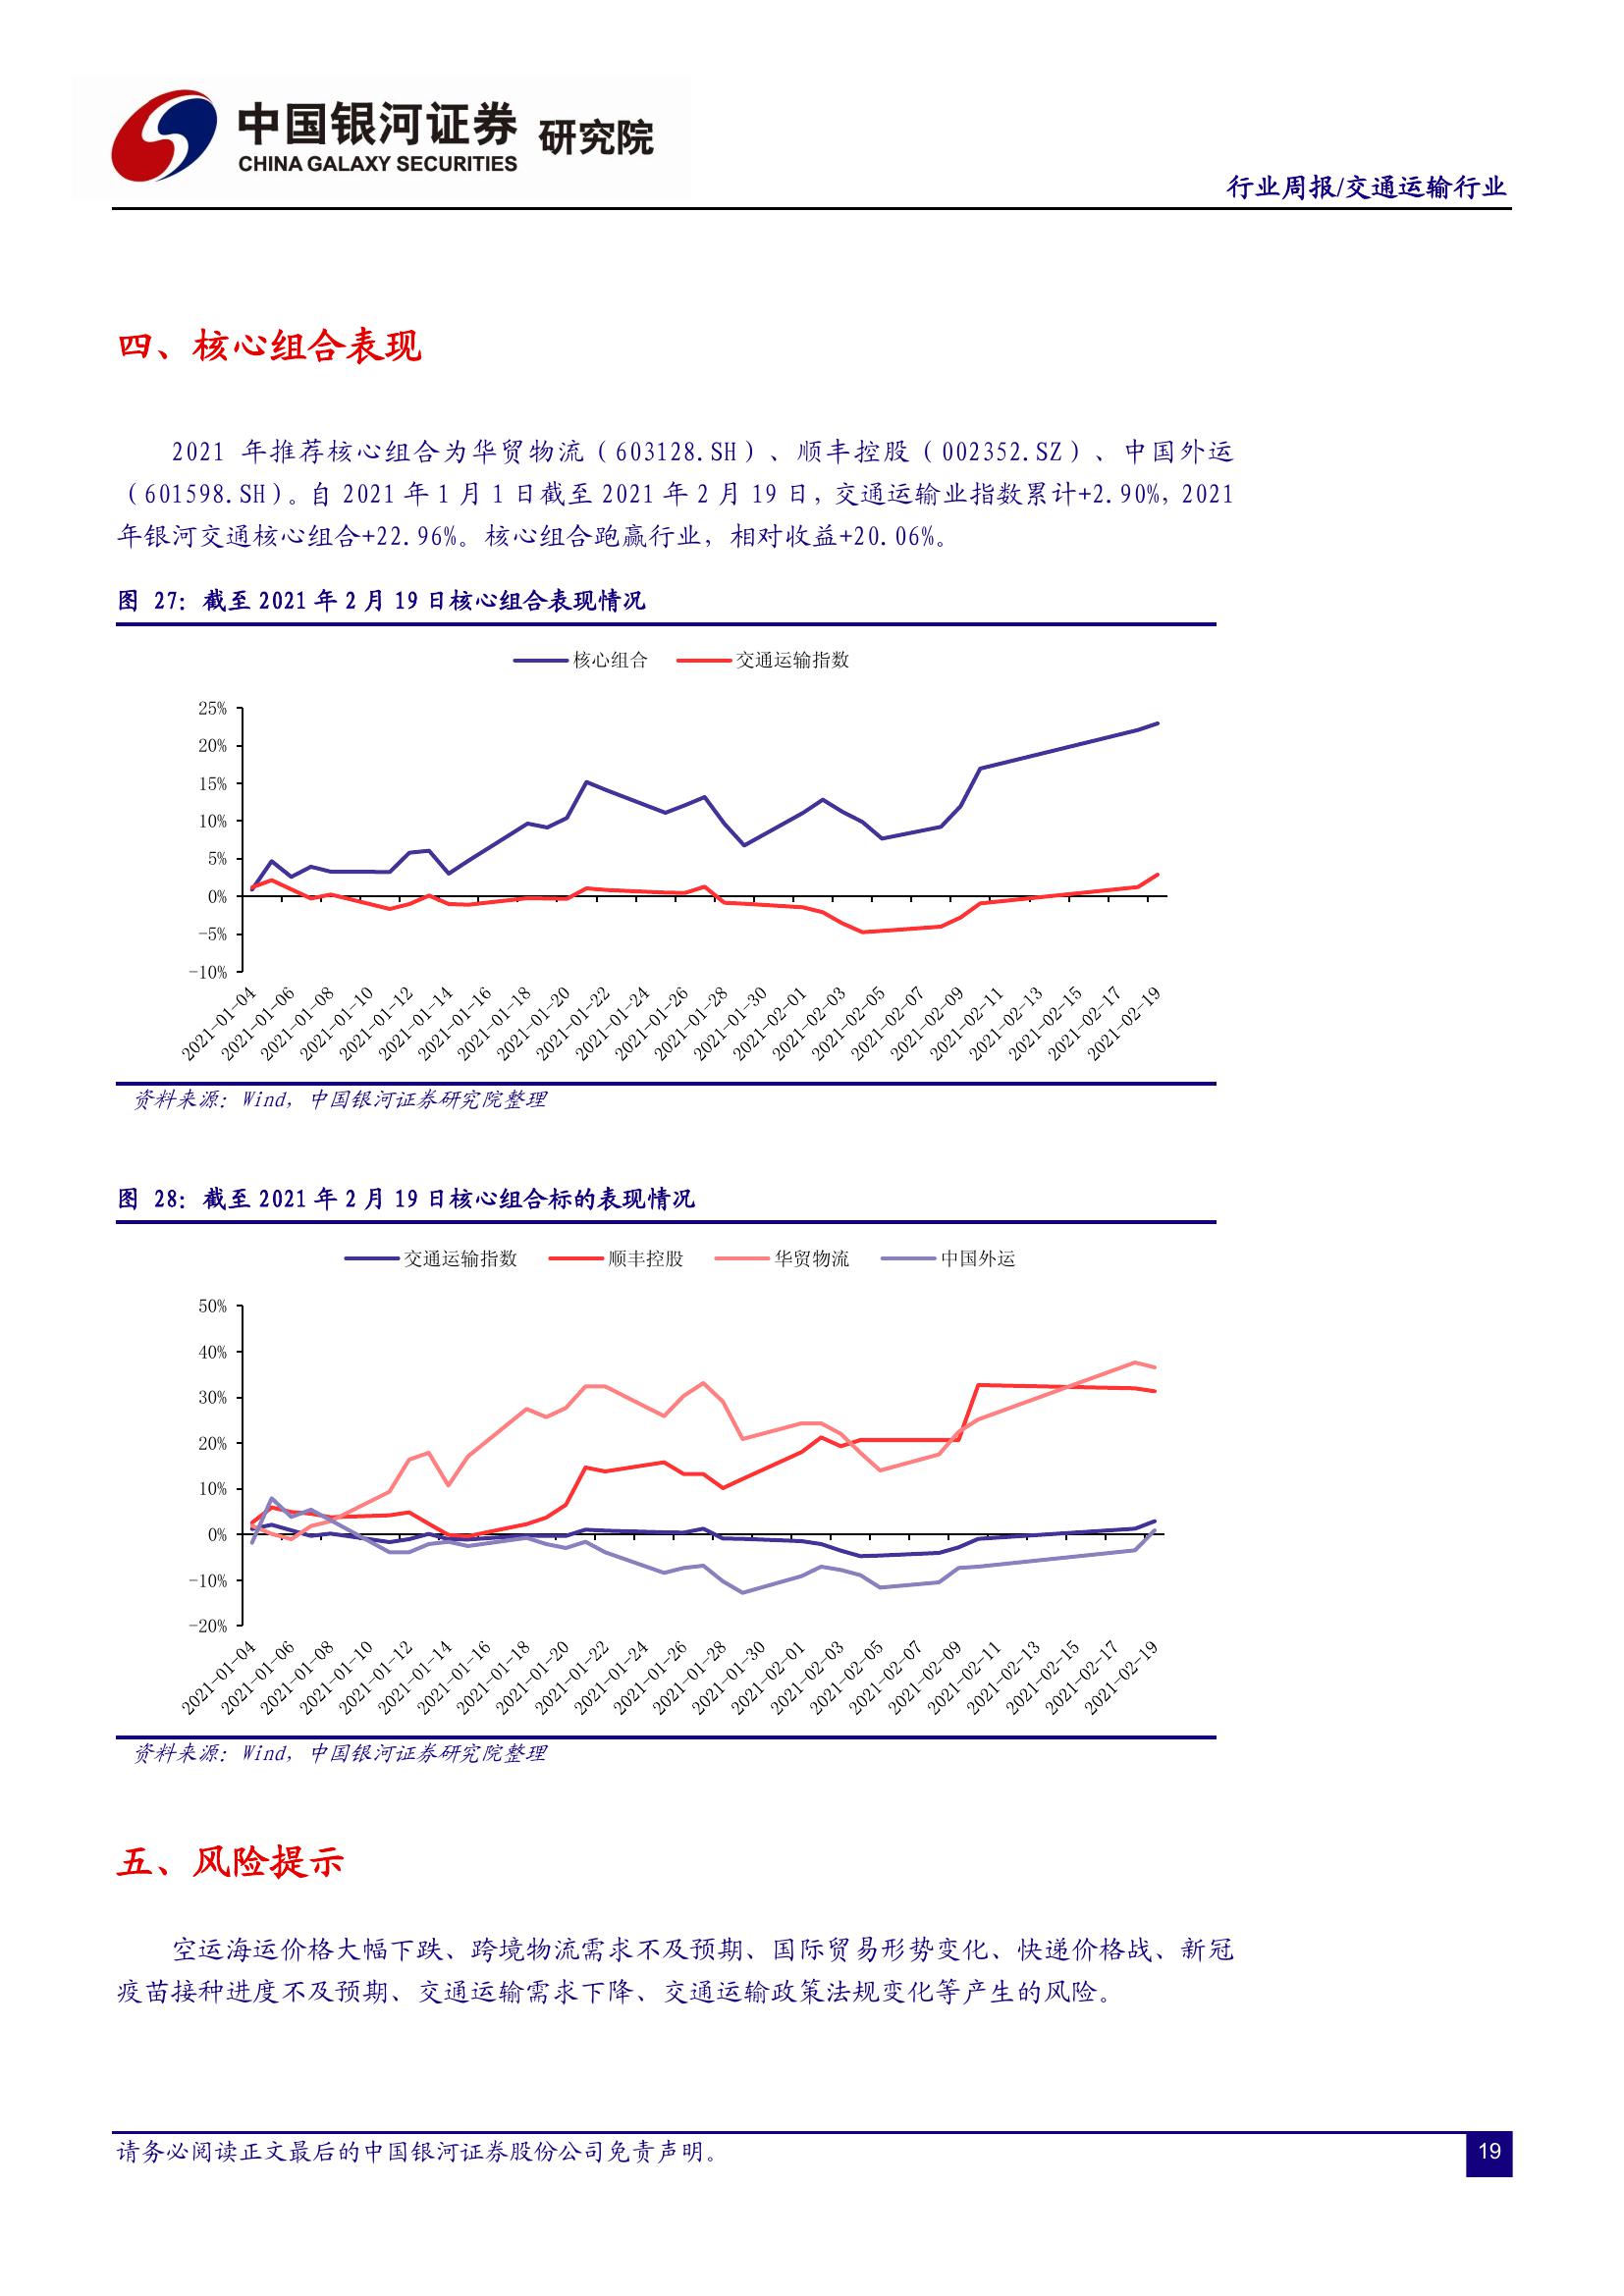 中国银河证券 研究院
CHINA GALAXY SECURITIES
行业周报/交通运输行业
四、核心组合表现
2021 年推荐核心组合为华贸物流（603128.SH）、顺丰控股（002352.SZ）、中国外运
（601598.SH）。自 2021 年 1 月 1 日截至 2021 年 2 月 19 日，交通运输业指数累计+2.90%，2021
年银河交通核心组合+22.96%。核心组合跑赢行业，相对收益+20.06%。
图 27：截至 2021 年 2 月 19 日核心组合表现情况
核心组合 交通运输指数
25%
20%
15%
10%
5%
0%
-5%
-10%
2021-01-04 2021-01-06 2021-01-08 2021-01-10 2021-01-12 2021-01-14 2021-01-16 2021-01-18 2021-01-20 2021-01-22 2021-01-24 2021-01-26 2021-01-28 2021-01-30 2021-02-01 2021-02-03 2021-02-05 2021-02-07 2021-02-09 2021-02-11 2021-02-13 2021-02-15 2021-02-17 2021-02-19
资料来源：Wind，中国银河证券研究院整理
图 28：截至 2021 年 2 月 19 日核心组合标的表现情况
交通运输指数 顺丰控股 华贸物流 中国外运
50%
40%
30%
20%
10%
0%
-10%
-20%
2021-01-04 2021-01-06 2021-01-08 2021-01-10 2021-01-12 2021-01-14 2021-01-16 2021-01-18 2021-01-20 2021-01-22 2021-01-24 2021-01-26 2021-01-28 2021-01-30 2021-02-01 2021-02-03 2021-02-05 2021-02-07 2021-02-09 2021-02-11 2021-02-13 2021-02-15 2021-02-17 2021-02-19
资料来源：Wind，中国银河证券研究院整理
五、风险提示
空运海运价格大幅下跌、跨境物流需求不及预期、国际贸易形势变化、快递价格战、新冠
疫苗接种进度不及预期、交通运输需求下降、交通运输政策法规变化等产生的风险。
请务必阅读正文最后的中国银河证券股份公司免责声明。
19